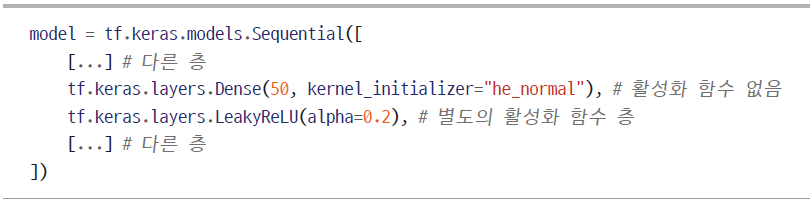 model = tf.keras.models.Sequential([
    [...] # 다른 층
    tf.keras.layers.Dense(50, kernel_initializer="he_normal"), # 활성화 함수 없음
    tf.keras.layers.LeakyReLU(alpha=0.2), # 별도의 활성화 함수 층
    [...] # 다른 층
])